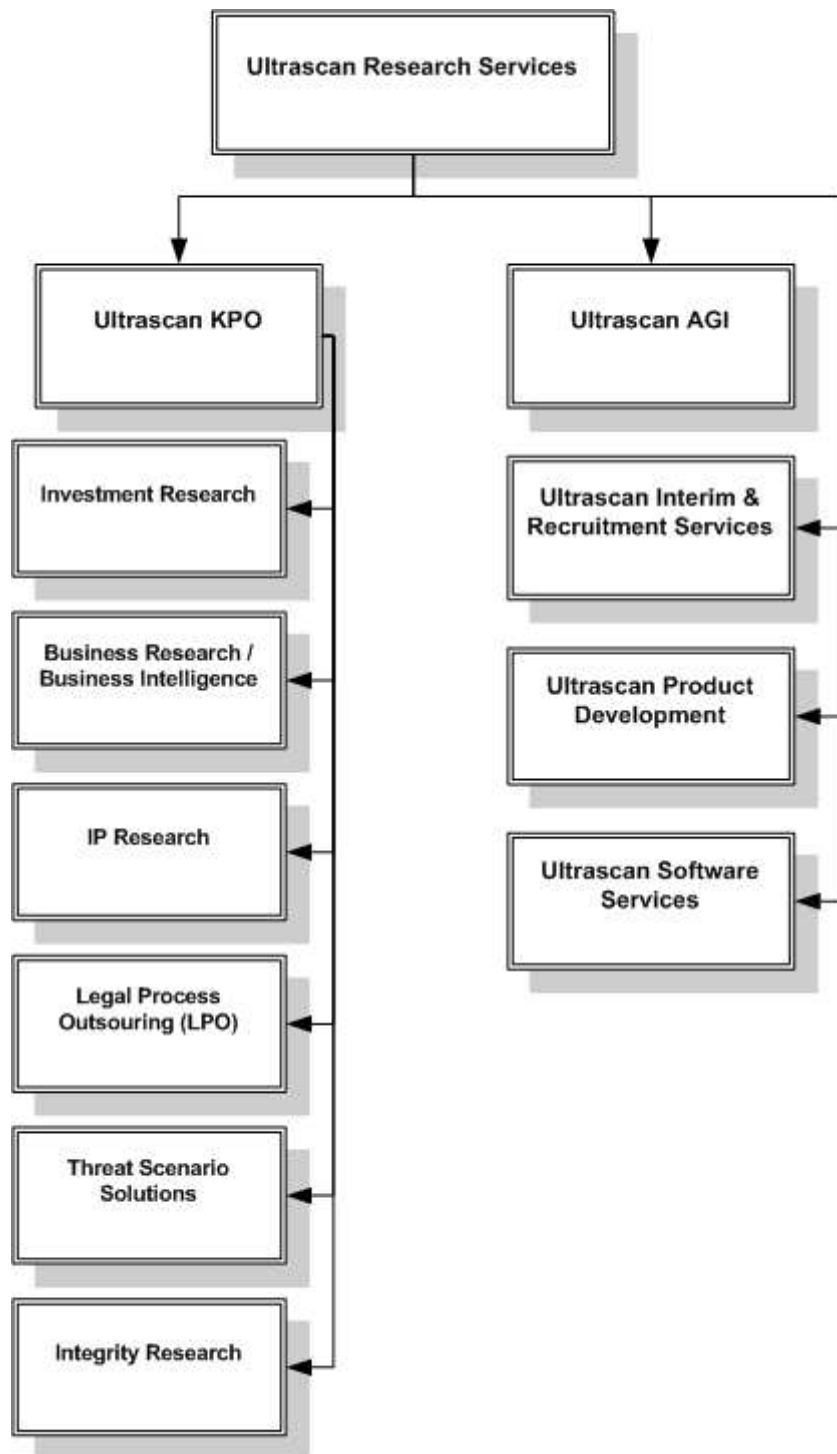 Ultrascan Research Services
Ultrascan KPO
Ultrascan AGI
Investment Research
Ultrascan Interim &
Recruitment Services
Business Research /
Business Intelligence
Ultrascan Product
Development
IP Research
Ultrascan Software
Services
Legal Process
Outsouring (LPO)
Threat Scenario
Solutions
Integrity Research